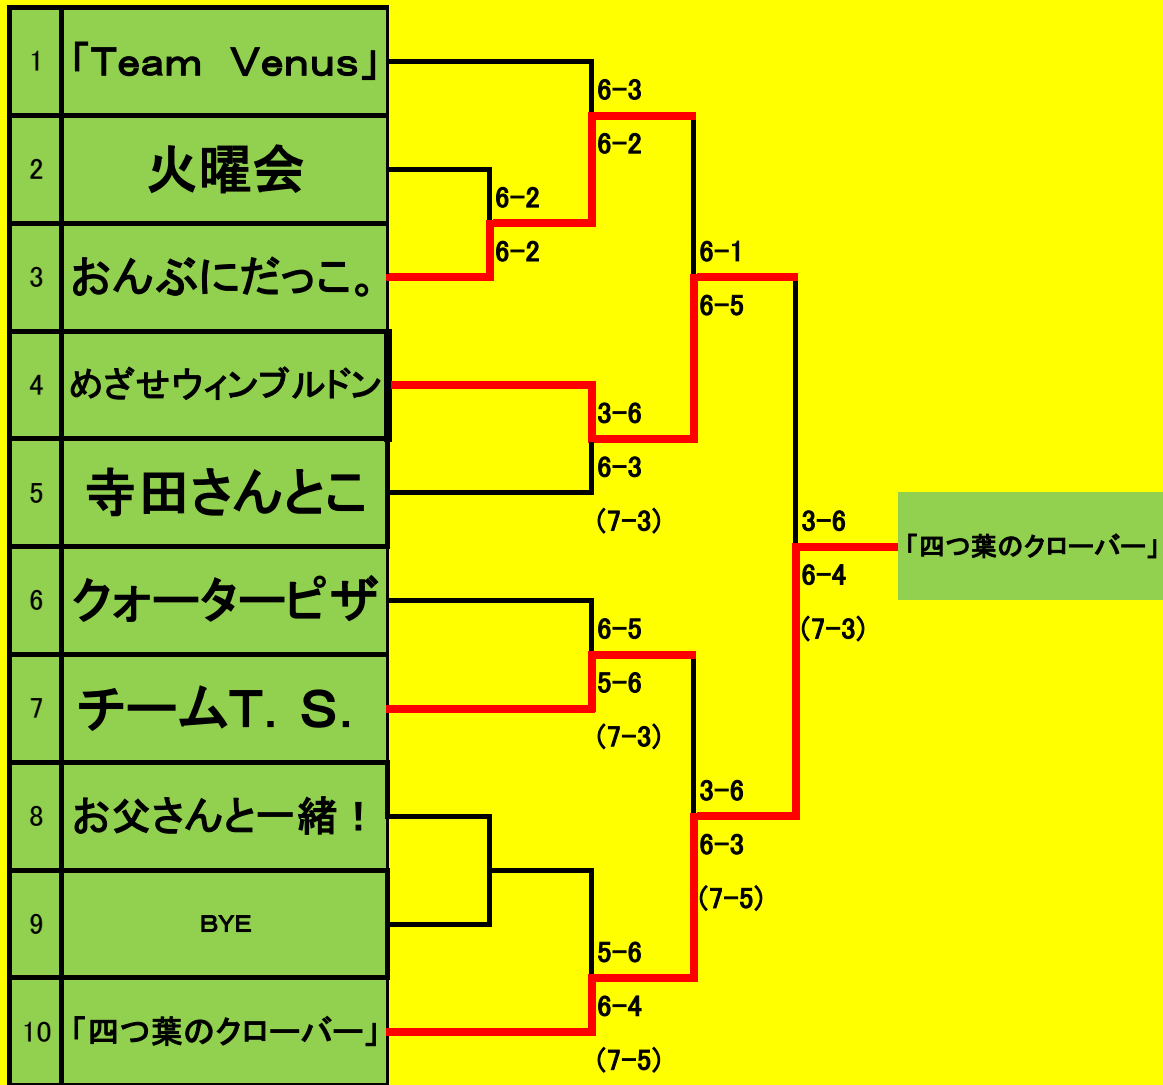 1 「Team Venus」
2 火曜会
3 おんぶにだっこ。
4 めざせウィンブルドン
5 寺田さんとこ
6 クォーターピザ
7 チームT. S.
8 お父さんと一緒！
9 BYE
10 「四つ葉のクローバー」
6-2
6-2
6-3
6-2
3-6
6-3
(7-3)
6-5
5-6
(7-3)
5-6
6-4
(7-5)
6-1
6-5
3-6
6-3
(7-5)
3-6
6-4
(7-3)
「四つ葉のクローバー」